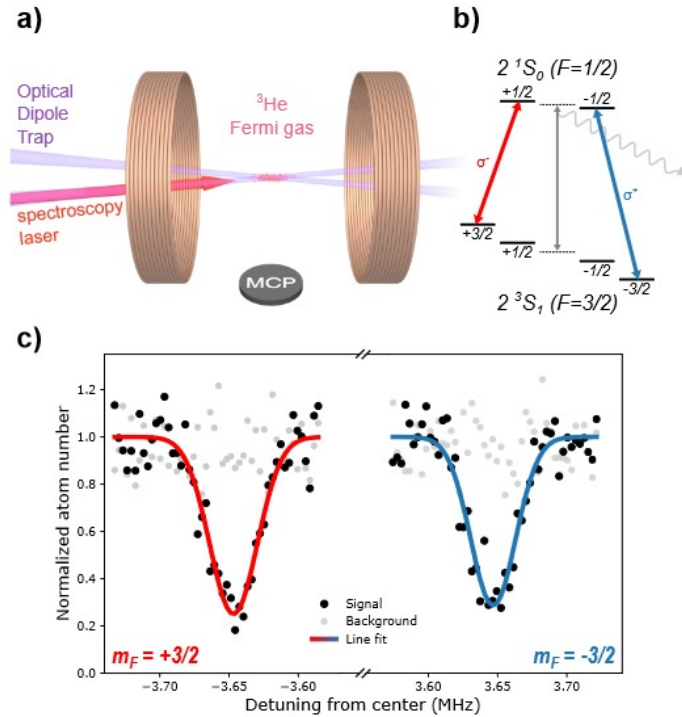 a)
Optical
Dipole
Trap
³He
Fermi gas
spectroscopy
laser
MCP
b)
2 ¹S₀ (F=1/2)
+1/2
-1/2
σ⁻
σ⁺
+3/2
+1/2
-1/2
-3/2
2 ³S₁ (F=3/2)
c)
Normalized atom number
1.2
1.0
0.8
0.6
0.4
0.2
0.0
Signal
Background
Line fit
m_F = +3/2
m_F = -3/2
−3.70
−3.65
−3.60
3.60
3.65
3.70
Detuning from center (MHz)